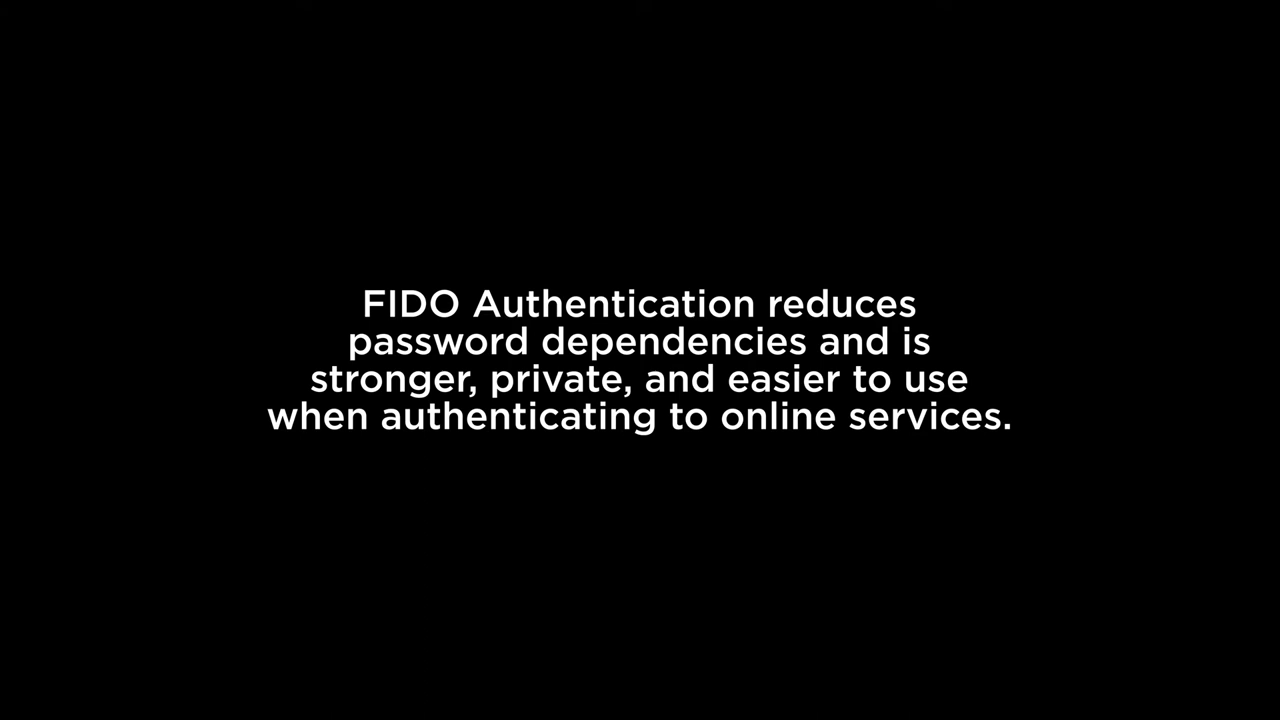 FIDO Authentication reduces
password dependencies and is
stronger, private, and easier to use
when authenticating to online services.